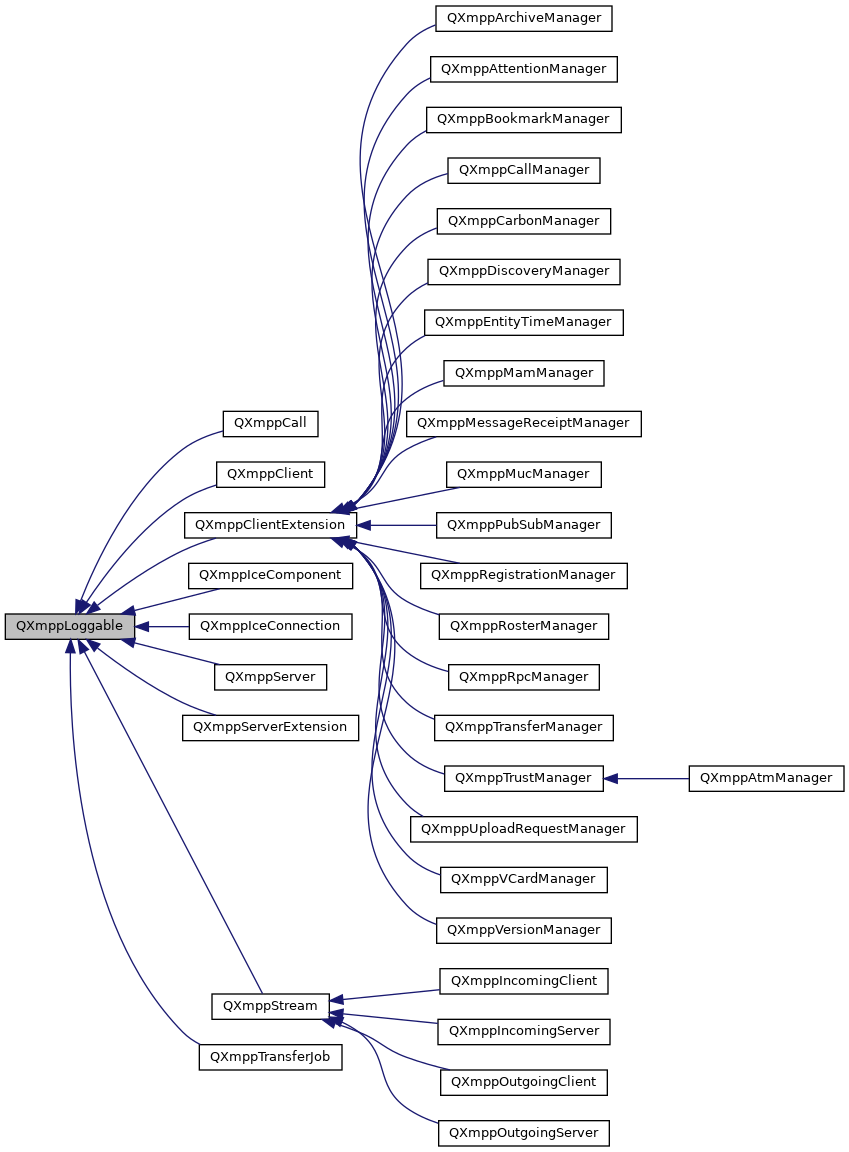 QXmppArchiveManager
QXmppAttentionManager
QXmppBookmarkManager
QXmppCallManager
QXmppCarbonManager
QXmppDiscoveryManager
QXmppEntityTimeManager
QXmppMamManager
QXmppCall
QXmppMessageReceiptManager
QXmppClient
QXmppMucManager
QXmppClientExtension
QXmppPubSubManager
QXmppIceComponent
QXmppRegistrationManager
QXmppLoggable
QXmppIceConnection
QXmppRosterManager
QXmppServer
QXmppRpcManager
QXmppServerExtension
QXmppTransferManager
QXmppTrustManager
QXmppAtmManager
QXmppUploadRequestManager
QXmppVCardManager
QXmppVersionManager
QXmppIncomingClient
QXmppStream
QXmppIncomingServer
QXmppTransferJob
QXmppOutgoingClient
QXmppOutgoingServer